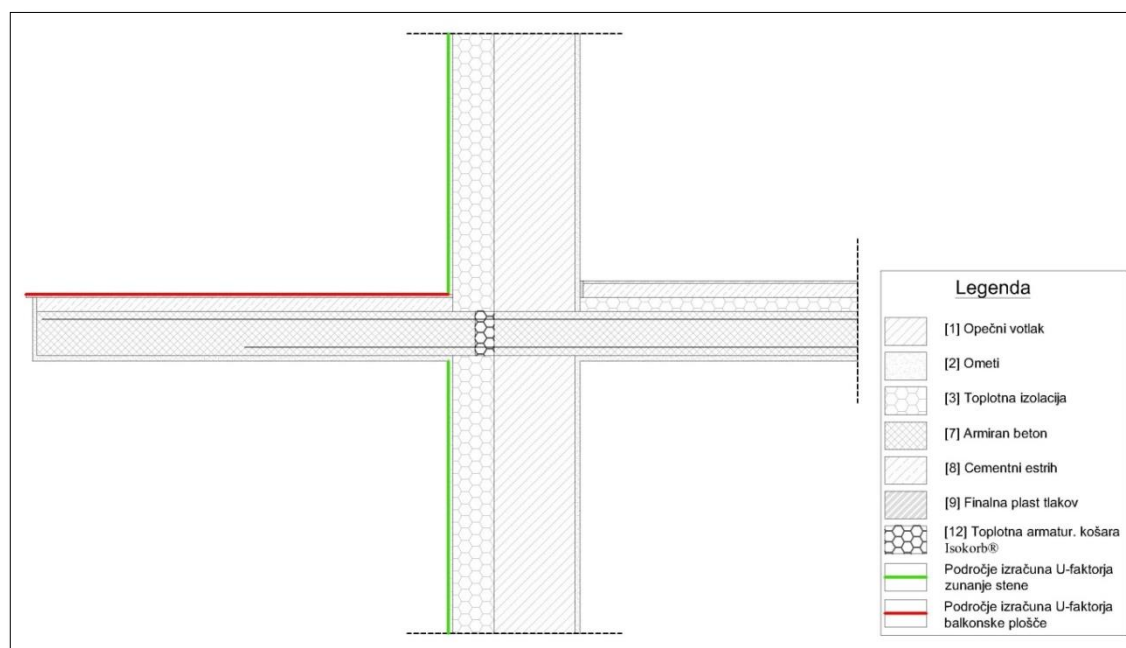 Legenda
[1] Opečni votlak
[2] Ometi
[3] Toplotna izolacija
[7] Armiran beton
[8] Cementni estrih
[9] Finalna plast tlakov
[12] Toplotna armatur. košara
Isokorb®
Področje izračuna U-faktorja
zunanje stene
Področje izračuna U-faktorja
balkonske plošče